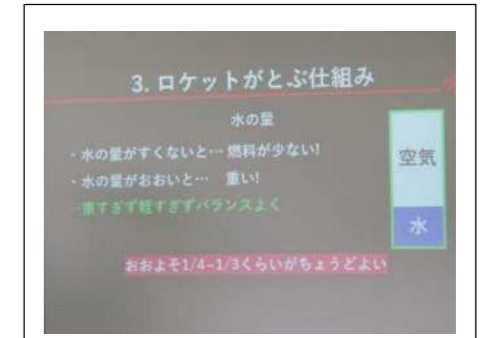 3. ロケットがとぶ仕組み
水の量
・水の量がすくないと… 燃料が少ない!
・水の量がおおいと… 重い!
・重すぎず軽すぎずバランスよく
空気
水
おおよそ1/4–1/3くらいがちょうどよい